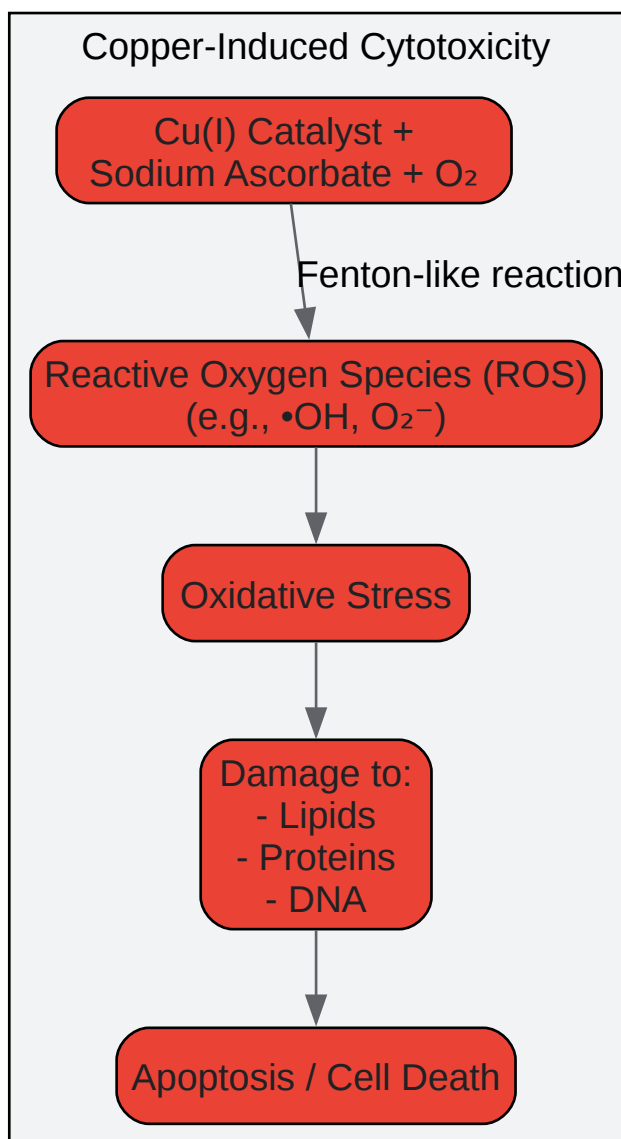 Copper-Induced Cytotoxicity
Cu(I) Catalyst +
Sodium Ascorbate + O₂
Fenton-like reaction
Reactive Oxygen Species (ROS)
(e.g., •OH, O₂⁻)
Oxidative Stress
Damage to:
- Lipids
- Proteins
- DNA
Apoptosis / Cell Death